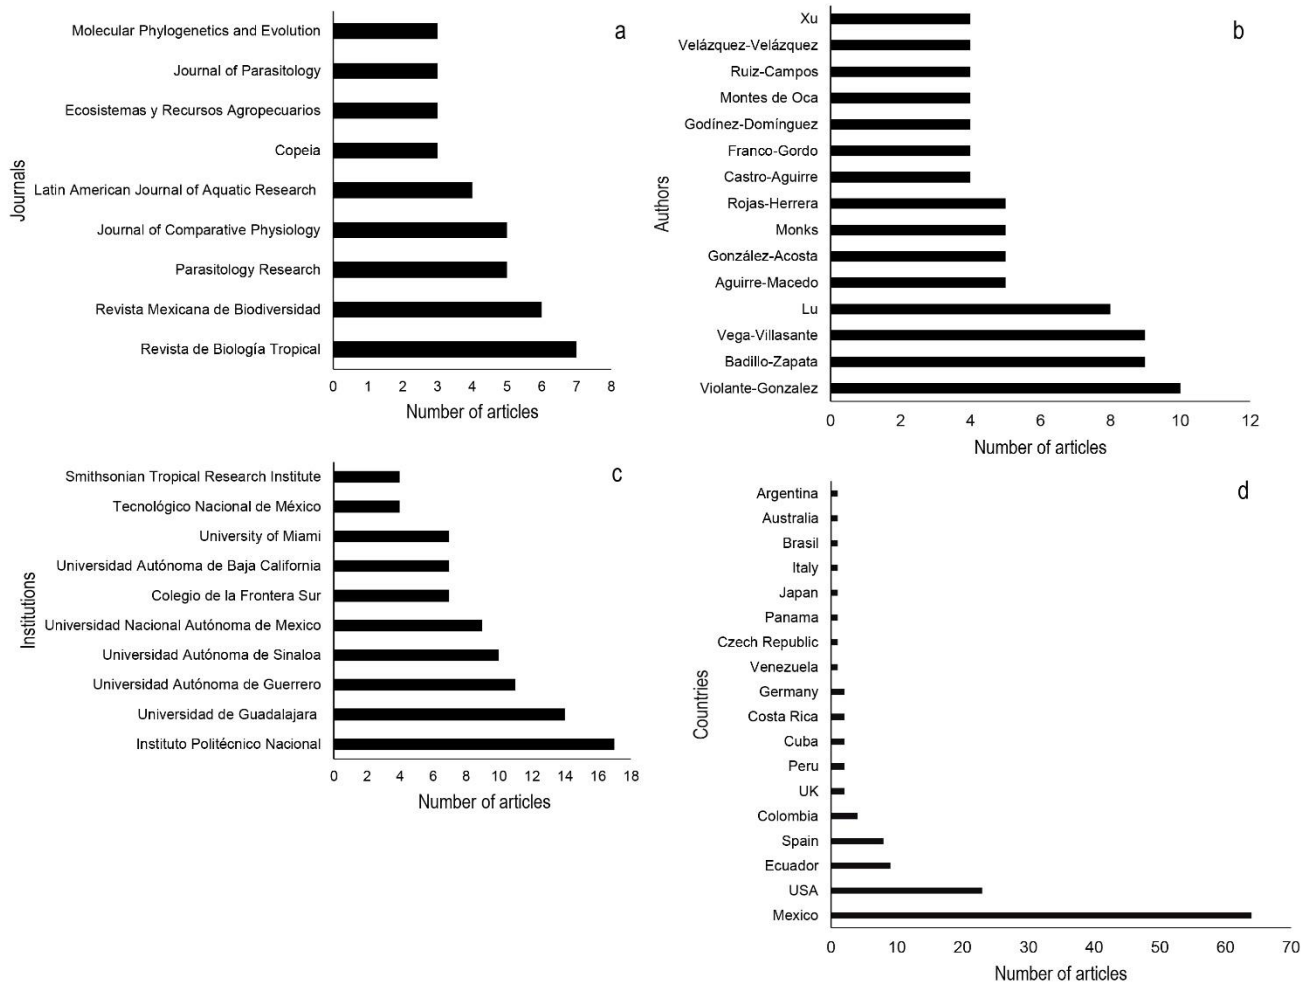 a
Molecular Phylogenetics and Evolution
Journal of Parasitology
Ecosistemas y Recursos Agropecuarios
Copeia
Latin American Journal of Aquatic Research
Journal of Comparative Physiology
Parasitology Research
Revista Mexicana de Biodiversidad
Revista de Biología Tropical
Journals
0 1 2 3 4 5 6 7 8
Number of articles
b
Xu
Velázquez-Velázquez
Ruiz-Campos
Montes de Oca
Godínez-Domínguez
Franco-Gordo
Castro-Aguirre
Rojas-Herrera
Monks
González-Acosta
Aguirre-Macedo
Lu
Vega-Villasante
Badillo-Zapata
Violante-Gonzalez
Authors
0 2 4 6 8 10 12
Number of articles
c
Smithsonian Tropical Research Institute
Tecnológico Nacional de México
University of Miami
Universidad Autónoma de Baja California
Colegio de la Frontera Sur
Universidad Nacional Autónoma de Mexico
Universidad Autónoma de Sinaloa
Universidad Autónoma de Guerrero
Universidad de Guadalajara
Instituto Politécnico Nacional
Institutions
0 2 4 6 8 10 12 14 16 18
Number of articles
d
Argentina
Australia
Brasil
Italy
Japan
Panama
Czech Republic
Venezuela
Germany
Costa Rica
Cuba
Peru
UK
Colombia
Spain
Ecuador
USA
Mexico
Countries
0 10 20 30 40 50 60 70
Number of articles